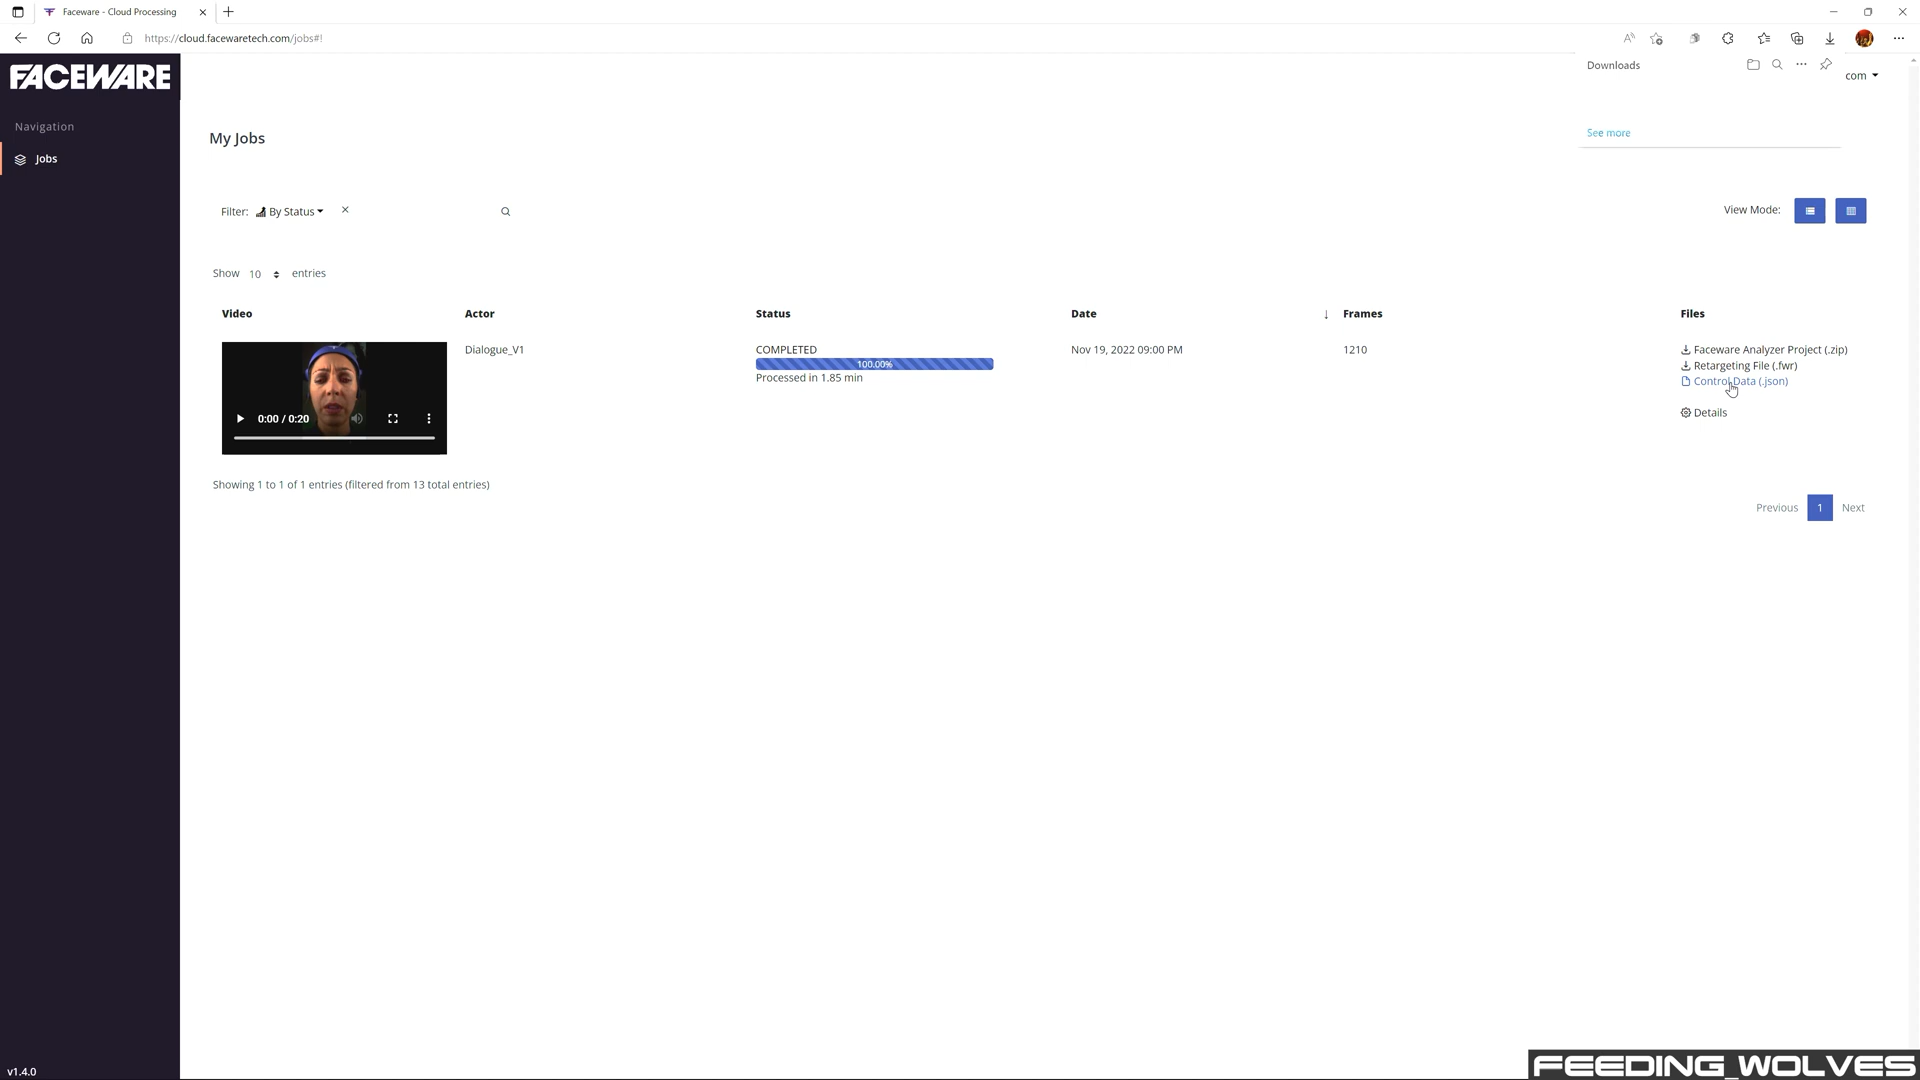 Faceware - Cloud Processing
https://cloud.facewaretech.com/jobs#!
FACEWARE
Downloads
com
Navigation
See more
My Jobs
Jobs
Filter: By Status
View Mode:
Show 10 entries
Video Actor Status Date Frames Files
Dialogue_V1 COMPLETED Nov 19, 2022 09:00 PM 1210 Faceware Analyzer Project (.zip)
100.00% Retargeting File (.fwr)
Processed in 1.85 min Control Data (.json)
0:00 / 0:20 Details
Showing 1 to 1 of 1 entries (filtered from 13 total entries)
Previous 1 Next
v1.4.0
FEEDING_WOLVES